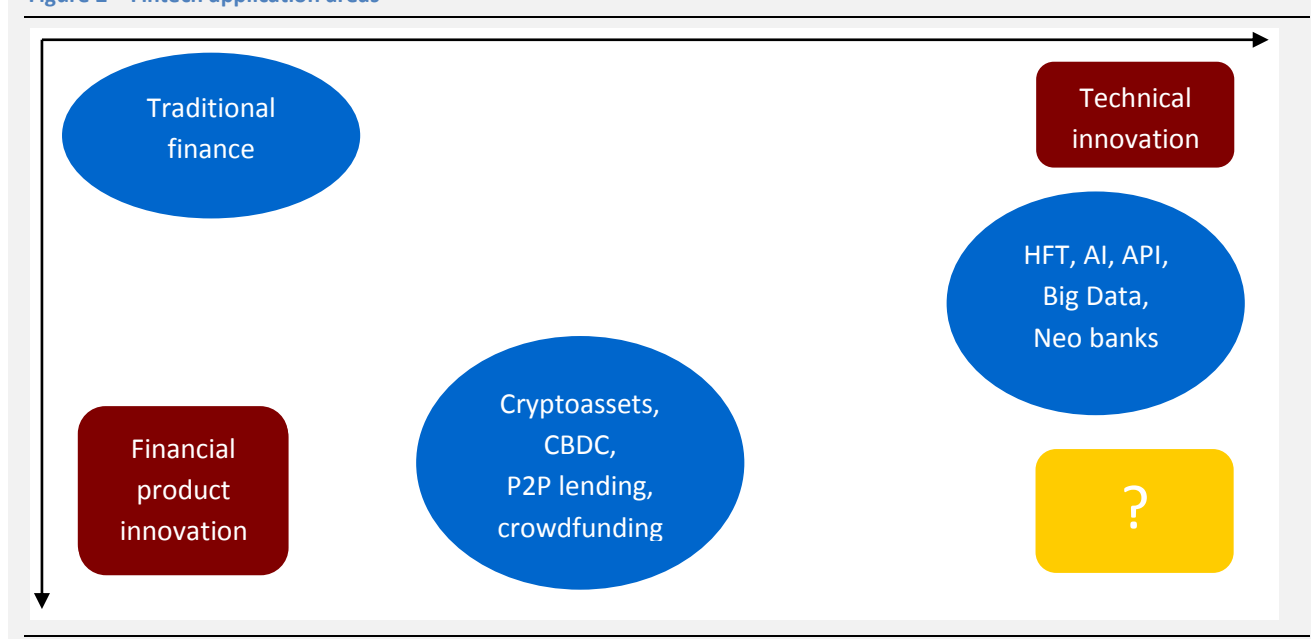 Traditional
finance
Technical
innovation
HFT, AI, API,
Big Data,
Neo banks
Cryptoassets,
CBDC,
P2P lending,
crowdfunding
Financial
product
innovation
?